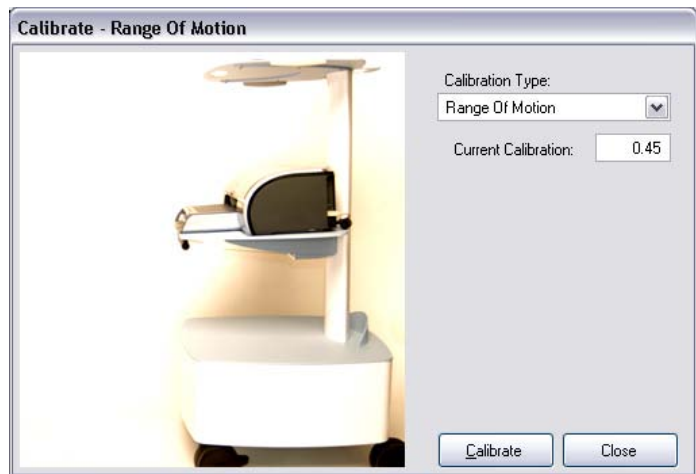 Calibrate - Range Of Motion
Calibration Type:
Range Of Motion
Current Calibration: 0.45
Calibrate Close